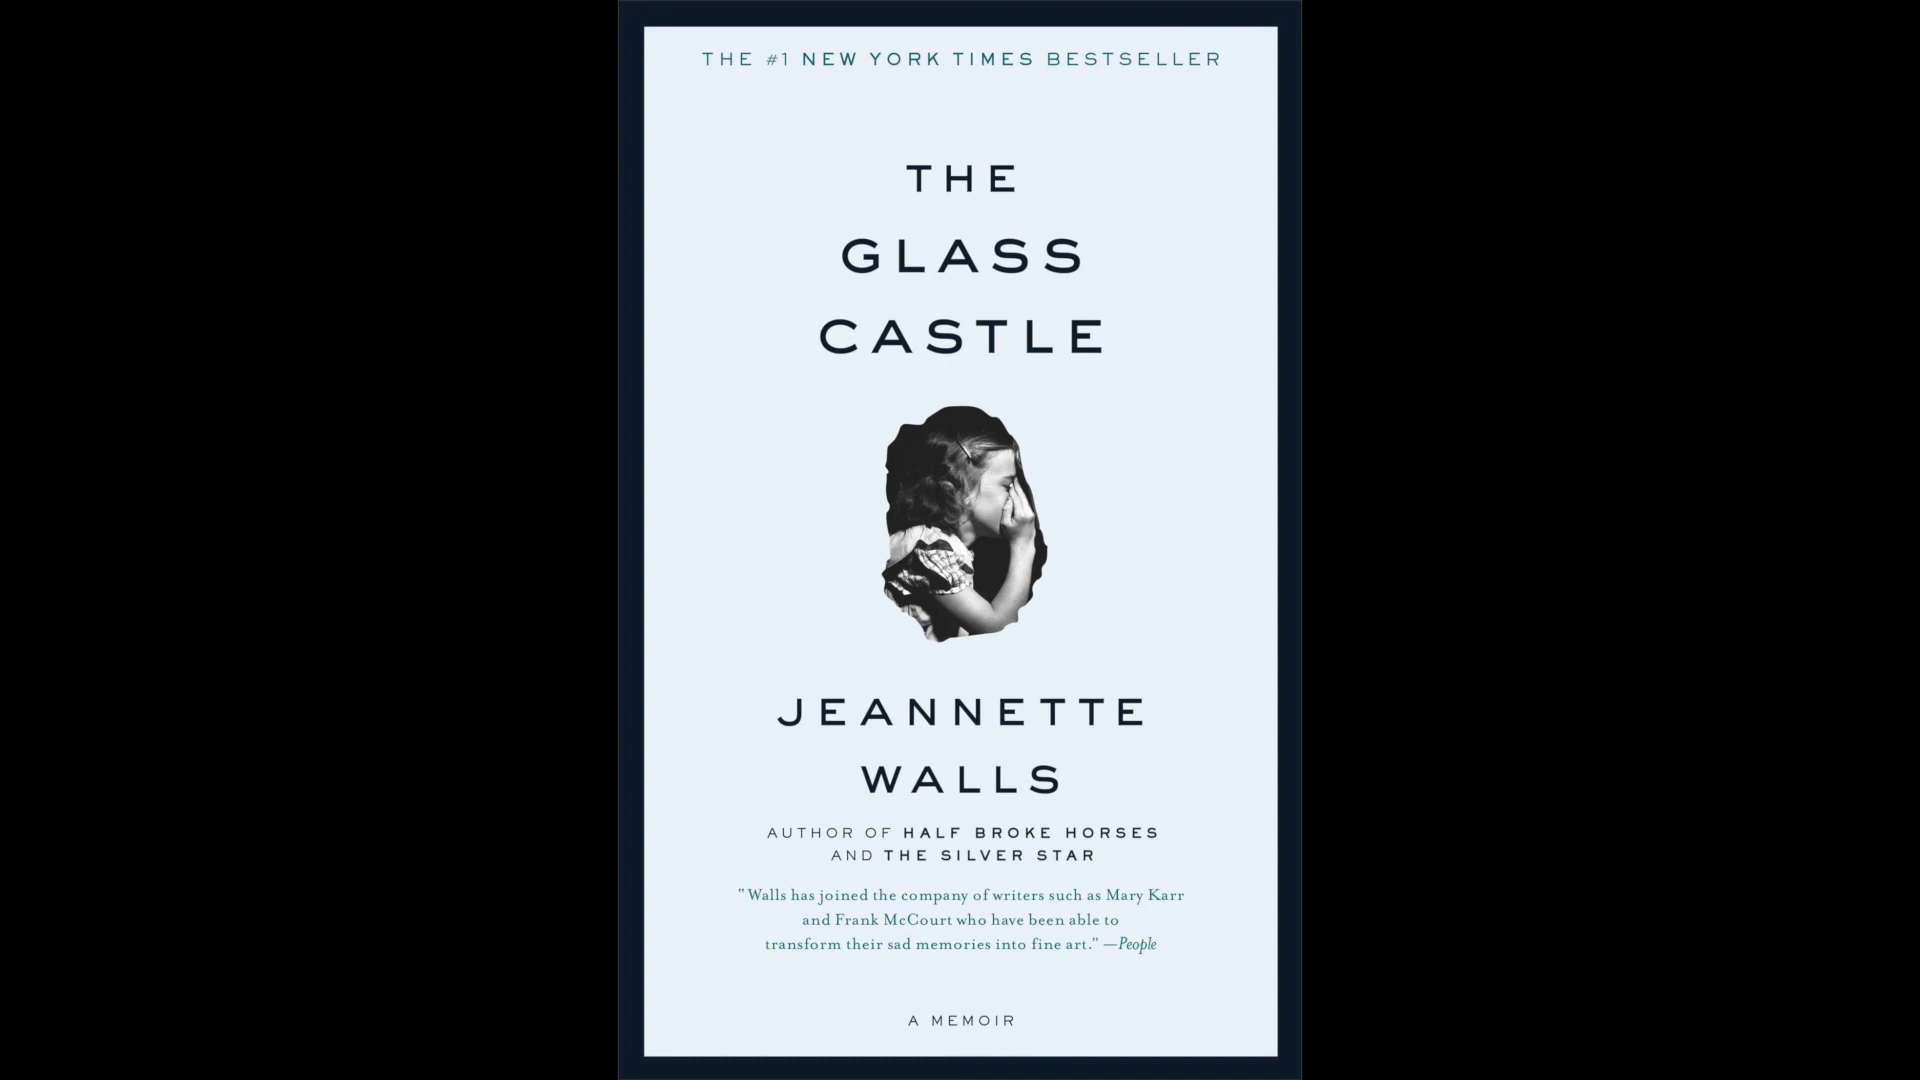 THE #1 NEW YORK TIMES BESTSELLER
THE
GLASS
CASTLE
JEANNETTE
WALLS
AUTHOR OF HALF BROKE HORSES
AND THE SILVER STAR
"Walls has joined the company of writers such as Mary Karr
and Frank McCourt who have been able to
transform their sad memories into fine art." —People
A MEMOIR